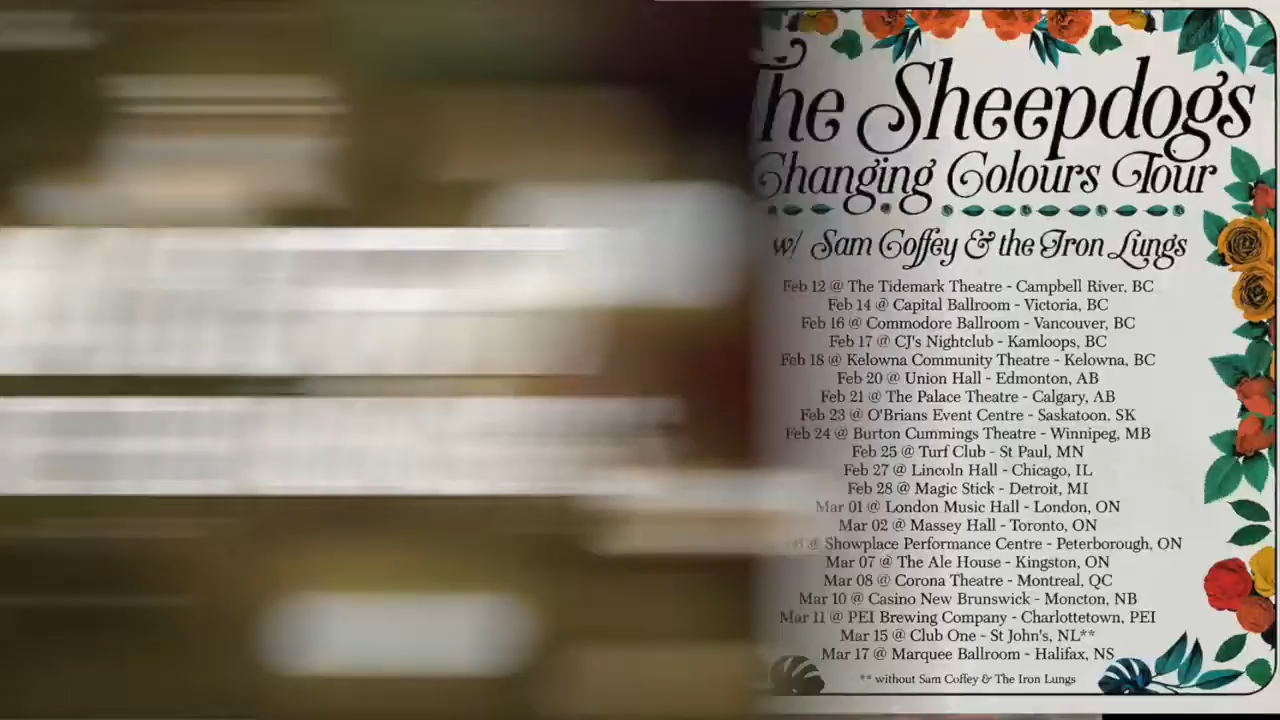 The Sheepdogs
Changing Colours Tour
w/ Sam Coffey & the Iron Lungs
Feb 12 @ The Tidemark Theatre - Campbell River, BC
Feb 14 @ Capital Ballroom - Victoria, BC
Feb 16 @ Commodore Ballroom - Vancouver, BC
Feb 17 @ CJ's Nightclub - Kamloops, BC
Feb 18 @ Kelowna Community Theatre - Kelowna, BC
Feb 20 @ Union Hall - Edmonton, AB
Feb 21 @ The Palace Theatre - Calgary, AB
Feb 23 @ O'Brians Event Centre - Saskatoon, SK
Feb 24 @ Burton Cummings Theatre - Winnipeg, MB
Feb 25 @ Turf Club - St Paul, MN
Feb 27 @ Lincoln Hall - Chicago, IL
Feb 28 @ Magic Stick - Detroit, MI
Mar 01 @ London Music Hall - London, ON
Mar 02 @ Massey Hall - Toronto, ON
@ Showplace Performance Centre - Peterborough, ON
Mar 07 @ The Ale House - Kingston, ON
Mar 08 @ Corona Theatre - Montreal, QC
Mar 10 @ Casino New Brunswick - Moncton, NB
Mar 11 @ PEI Brewing Company - Charlottetown, PEI
Mar 15 @ Club One - St John's, NL**
Mar 17 @ Marquee Ballroom - Halifax, NS
** without Sam Coffey & The Iron Lungs